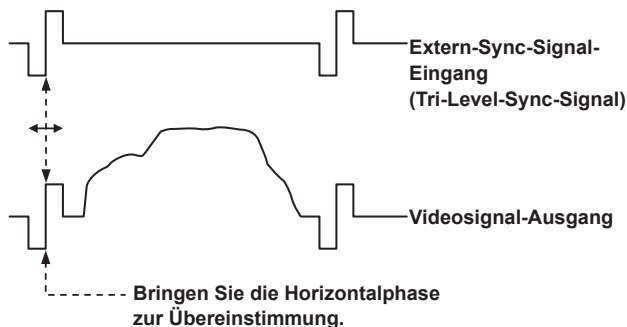 Extern-Sync-Signal-
Eingang
(Tri-Level-Sync-Signal)
Videosignal-Ausgang
Bringen Sie die Horizontalphase
zur Übereinstimmung.